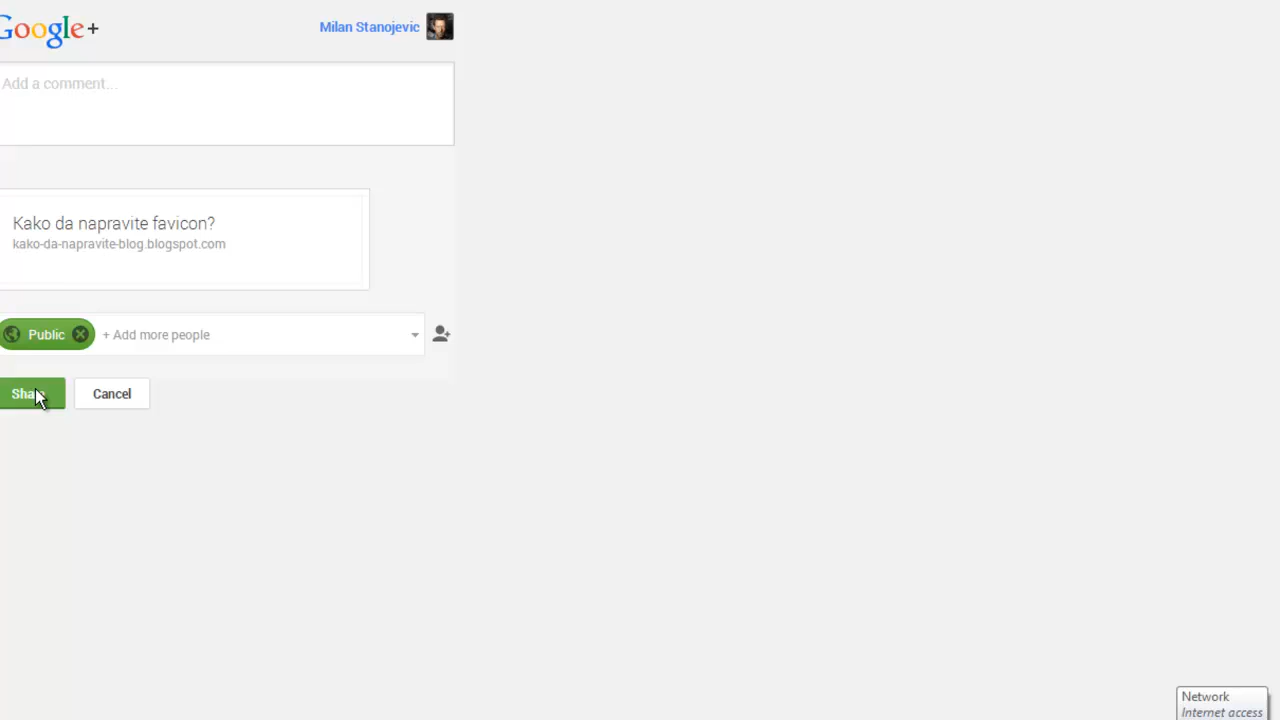 Google+
Milan Stanojevic
Add a comment...
Kako da napravite favicon?
kako-da-napravite-blog.blogspot.com
Public
+ Add more people
Share
Cancel
Network
Internet access